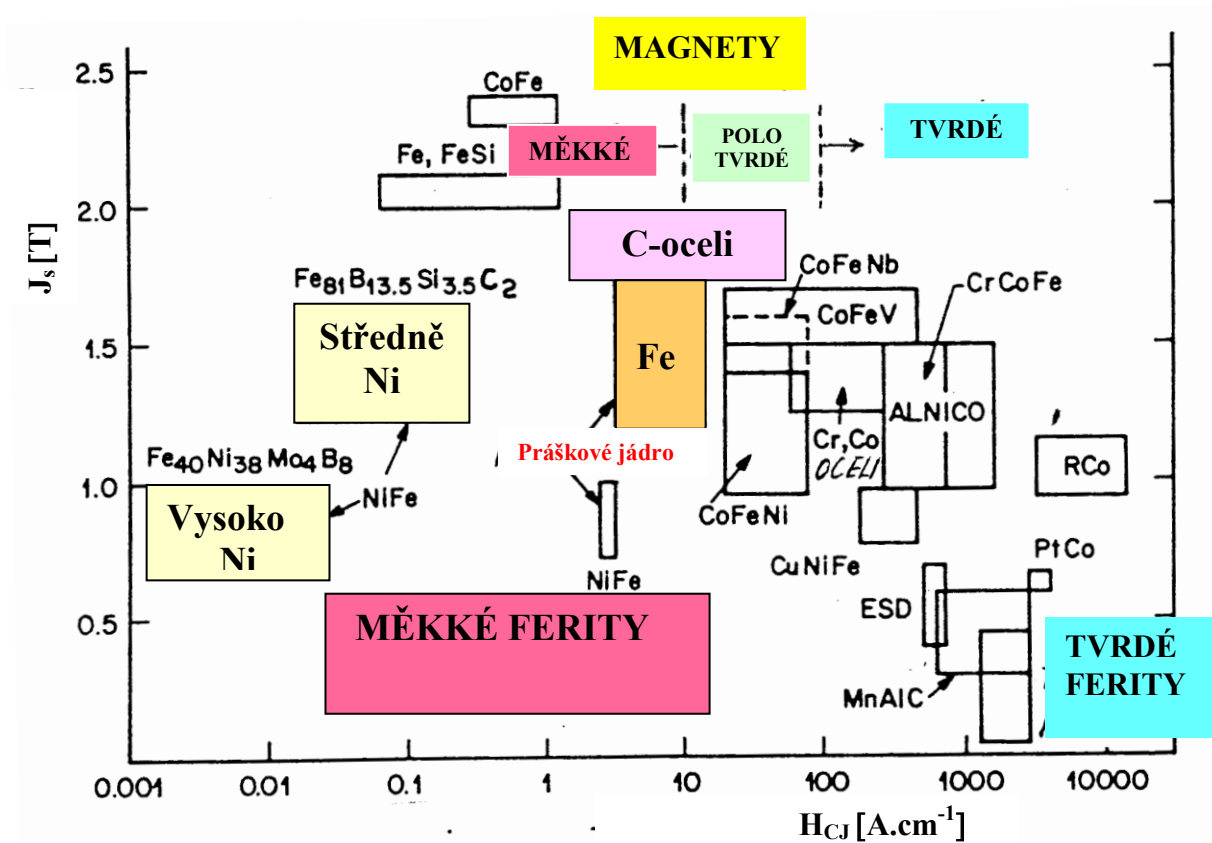 MAGNETY
2.5
CoFe
MĚKKÉ
POLO
TVRDÉ
TVRDÉ
Fe, FeSi
2.0
C-oceli
Jₛ [T]
CoFeNb
CrCoFe
Fe₈₁B₁₃.₅Si₃.₅C₂
CoFeV
Středně
Ni
Fe
1.5
ALNICO
Práškové jádro
Cr,Co
OCELI
RCo
Fe₄₀Ni₃₈Mo₄B₈
1.0
NiFe
CoFeNi
Vysoko
Ni
CuNiFe
PtCo
NiFe
ESD
MĚKKÉ FERITY
0.5
TVRDÉ
FERITY
MnAlC
0.001
0.01
0.1
1
10
100
1000
10000
H_CJ [A.cm⁻¹]